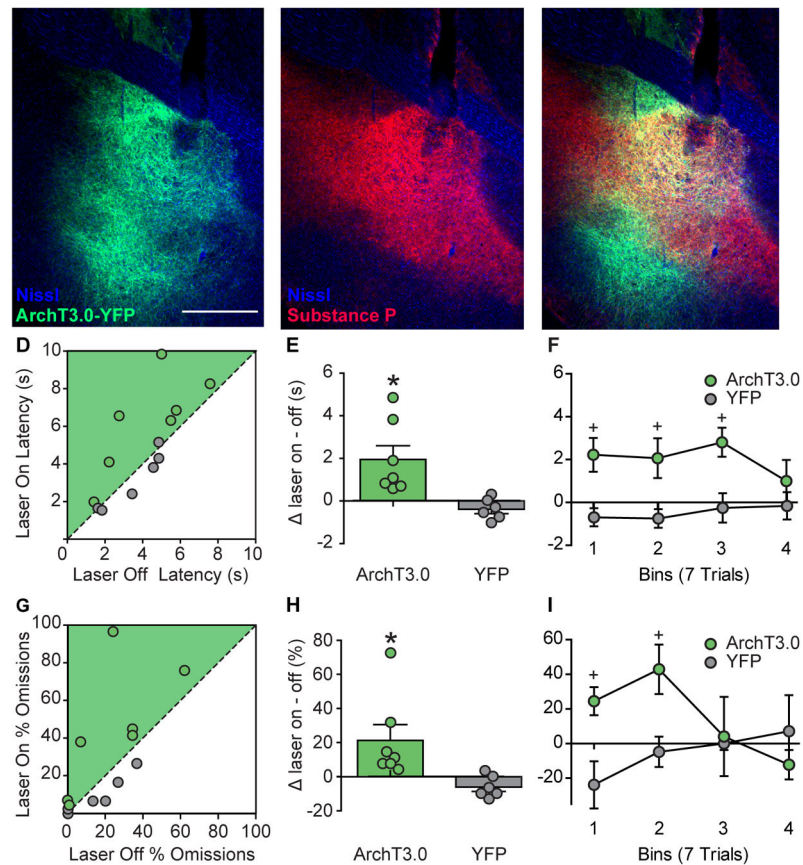 Nissl
ArchT3.0-YFP
Nissl
Substance P
D
10
8
6
4
2
0
2
4
6
8
10
Laser On Latency (s)
Laser Off Latency (s)
E
6
4
2
0
-2
*
Δ laser on - off (s)
ArchT3.0
YFP
F
ArchT3.0
YFP
6
4
2
0
-2
+
+
+
1
2
3
4
Bins (7 Trials)
G
100
80
60
40
20
0
0
20
40
60
80
100
Laser On % Omissions
Laser Off % Omissions
H
80
60
40
20
0
-20
*
Δ laser on - off (%)
ArchT3.0
YFP
I
ArchT3.0
YFP
60
40
20
0
-20
+
+
1
2
3
4
Bins (7 Trials)